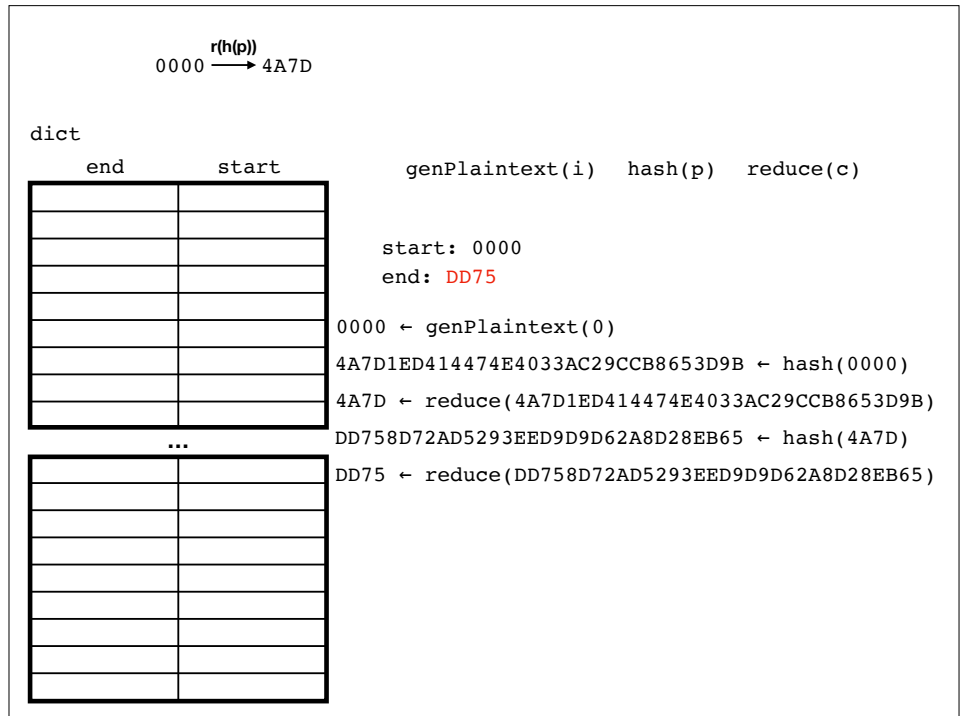 r(h(p))
0000 → 4A7D
dict
end start
genPlaintext(i) hash(p) reduce(c)
start: 0000
end: DD75
0000 ← genPlaintext(0)
4A7D1ED414474E4033AC29CCB8653D9B ← hash(0000)
4A7D ← reduce(4A7D1ED414474E4033AC29CCB8653D9B)
DD758D72AD5293EED9D9D62A8D28EB65 ← hash(4A7D)
DD75 ← reduce(DD758D72AD5293EED9D9D62A8D28EB65)
...